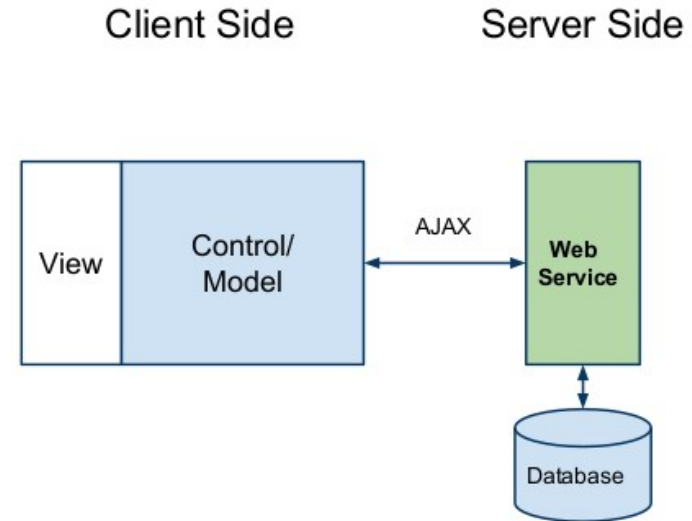 Client Side
Server Side
View
Control/
Model
AJAX
Web
Service
Database